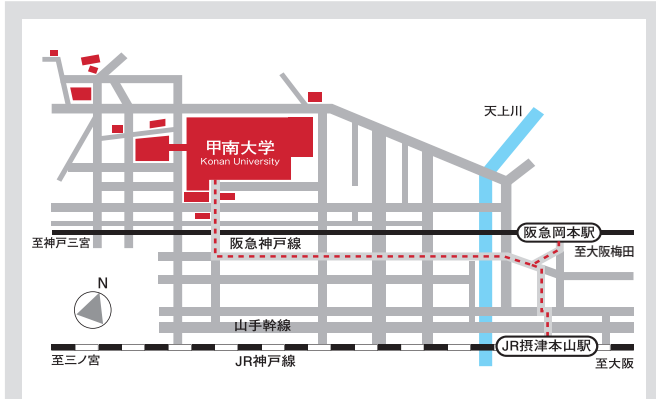 天上川
甲南大学
Konan University
阪急岡本駅
至神戸三宮
阪急神戸線
至大阪梅田
N
山手幹線
JR摂津本山駅
至三ノ宮
JR神戸線
至大阪